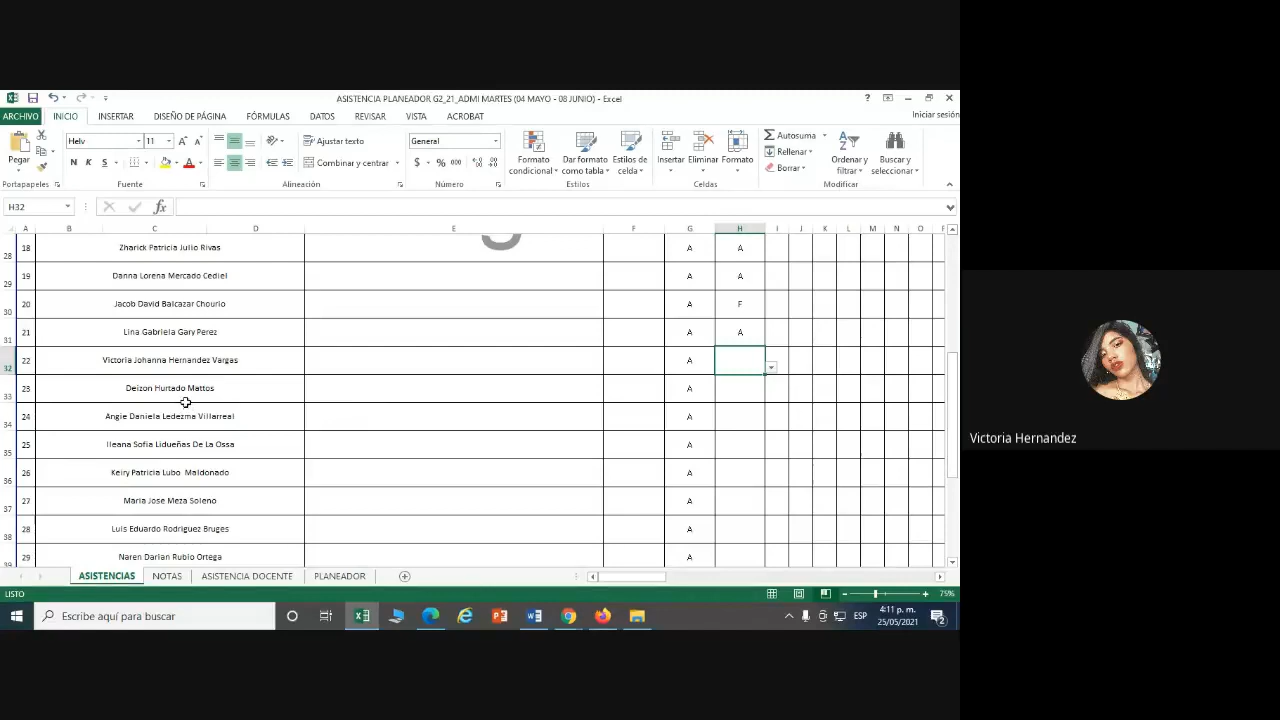 ASISTENCIA PLANEADOR G2_21_ADMI MARTES (04 MAYO - 08 JUNIO) - Excel
ARCHIVO INICIO INSERTAR DISEÑO DE PÁGINA FÓRMULAS DATOS REVISAR VISTA ACROBAT Iniciar sesión
Pegar
Helv 11
N K S
Ajustar texto
Combinar y centrar
General
$ % 000
Formato condicional
Dar formato como tabla
Estilos de celda
Insertar
Eliminar
Formato
Autosuma
Rellenar
Borrar
Ordenar y filtrar
Buscar y seleccionar
Portapapeles Fuente Alineación Número Estilos Celdas Modificar
H32 fx
A B C D E F G H I J K L M N O
28 18 Zharick Patricia Julio Rivas A A
29 19 Danna Lorena Mercado Cediel A A
30 20 Jacob David Balcazar Chourio A F
31 21 Lina Gabriela Gary Perez A A
32 22 Victoria Johanna Hernandez Vargas A
33 23 Deizon Hurtado Mattos A
34 24 Angie Daniela Ledezma Villarreal A
35 25 Ileana Sofia Lidueñas De La Ossa A
36 26 Keiry Patricia Lubo Maldonado A
37 27 Maria Jose Meza Soleno A
38 28 Luis Eduardo Rodriguez Bruges A
39 29 Naren Darian Rubio Ortega A
ASISTENCIAS NOTAS ASISTENCIA DOCENTE PLANEADOR
LISTO 75%
Escribe aquí para buscar
ESP
4:11 p. m.
25/05/2021
2
Victoria Hernandez